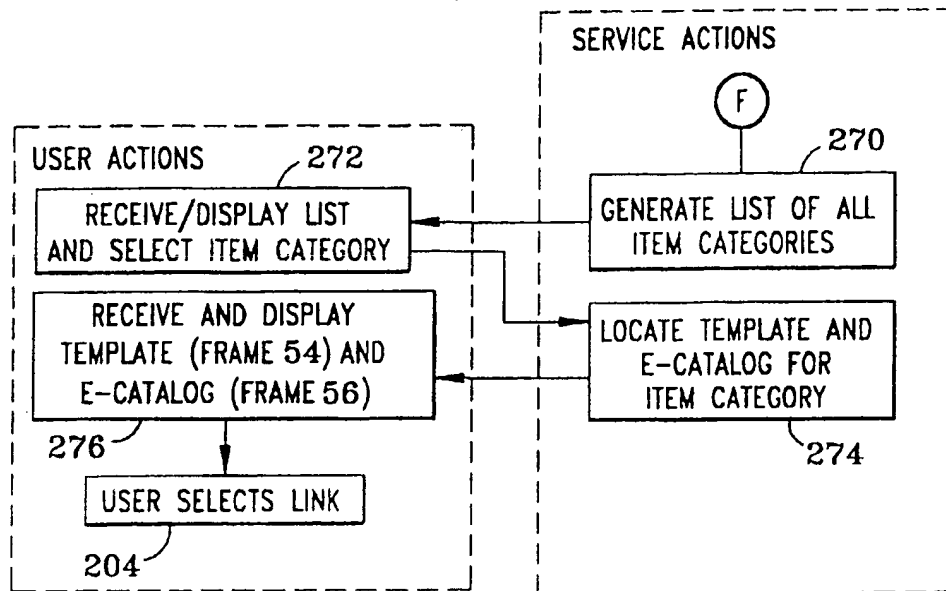 SERVICE ACTIONS
F
270
GENERATE LIST OF ALL
ITEM CATEGORIES
USER ACTIONS
272
RECEIVE/DISPLAY LIST
AND SELECT ITEM CATEGORY
RECEIVE AND DISPLAY
TEMPLATE (FRAME 54) AND
E-CATALOG (FRAME 56)
276
LOCATE TEMPLATE AND
E-CATALOG FOR
ITEM CATEGORY
274
USER SELECTS LINK
204